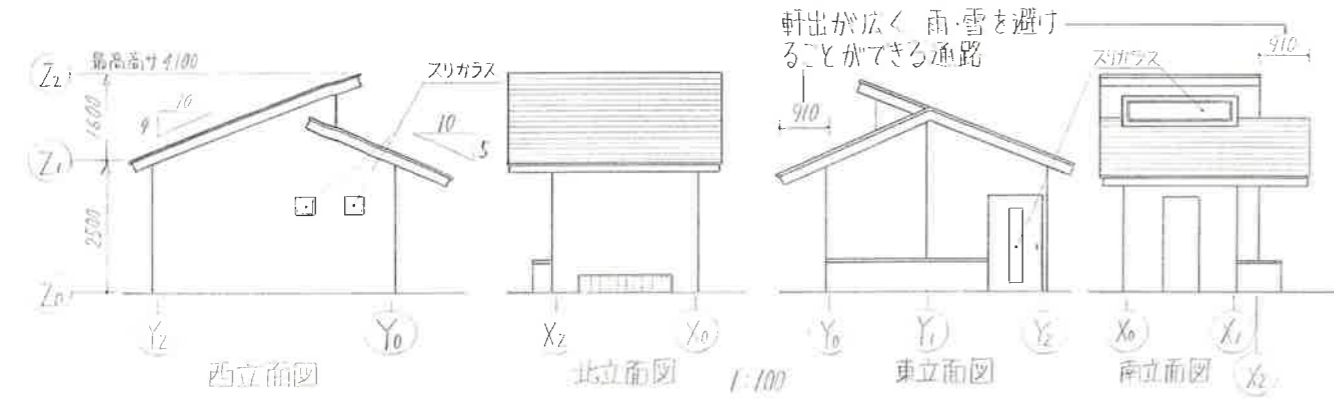 軒出が広く 雨・雪を避け
ることができる通路
910
最高高サ4100
スリガラス
スリガラス
Z2
1600
10
4
10
5
910
Z1
2500
Z0
Y2
Y0
X2
X0
Y0
Y1
Y2
X0
X1
X2
西立面図
北立面図
1:100
東立面図
南立面図